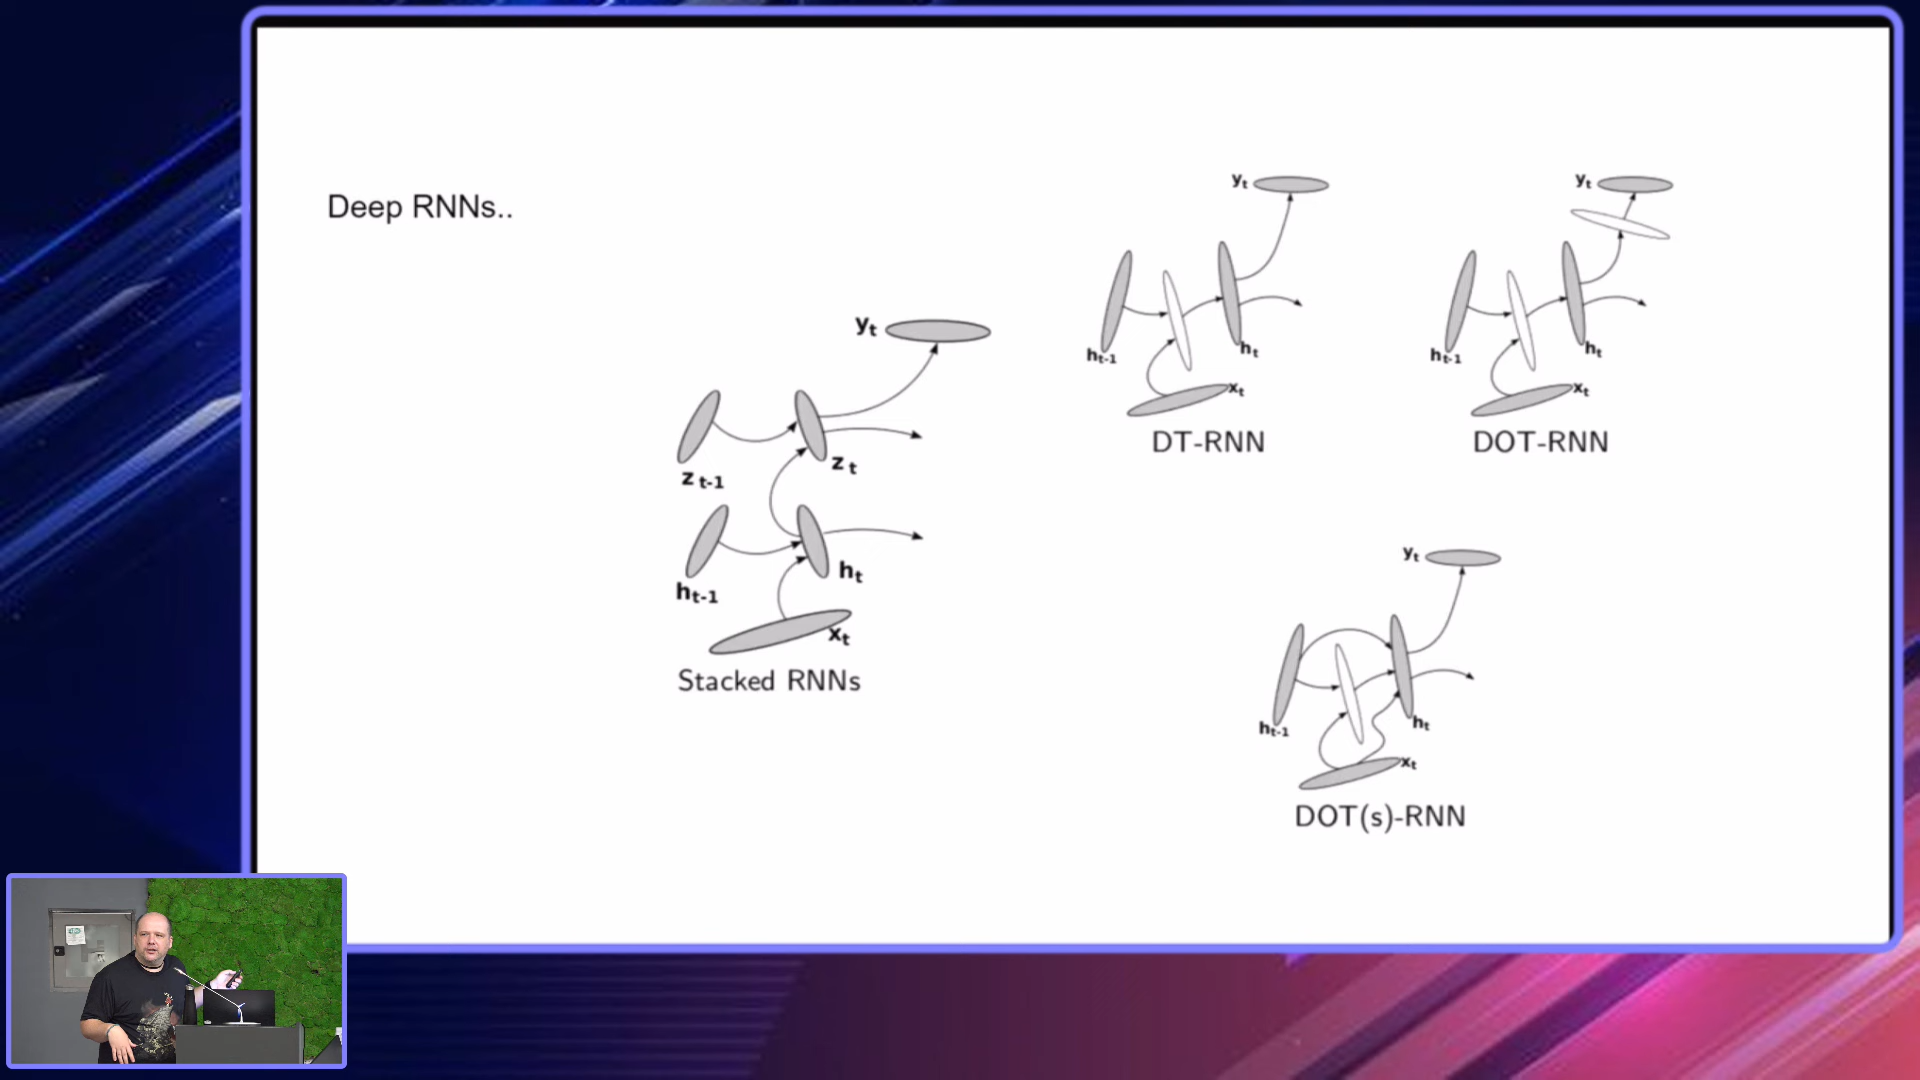 Deep RNNs..
yt
zt-1
zt
ht-1
ht
xt
Stacked RNNs
yt
ht-1
ht
xt
DT-RNN
yt
ht-1
ht
xt
DOT-RNN
yt
ht-1
ht
xt
DOT(s)-RNN